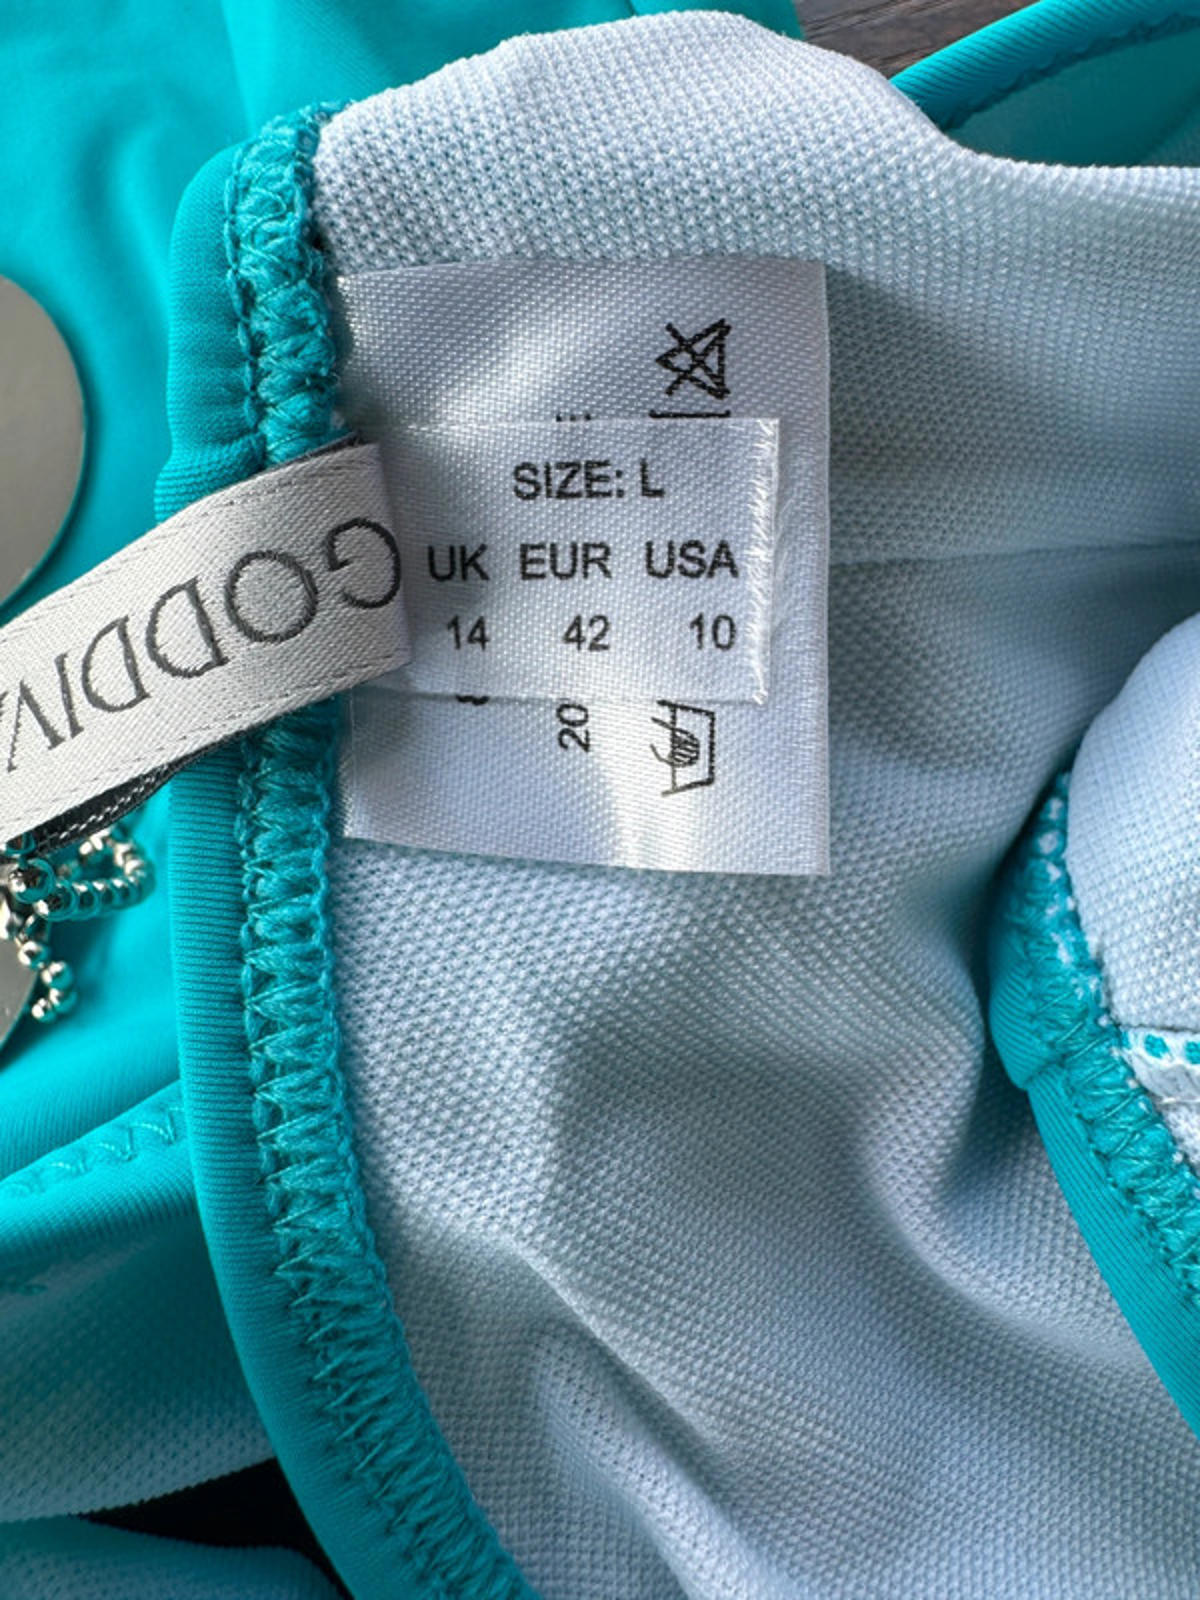 SIZE: L
UK EUR USA
14 42 10
GODDIV
20